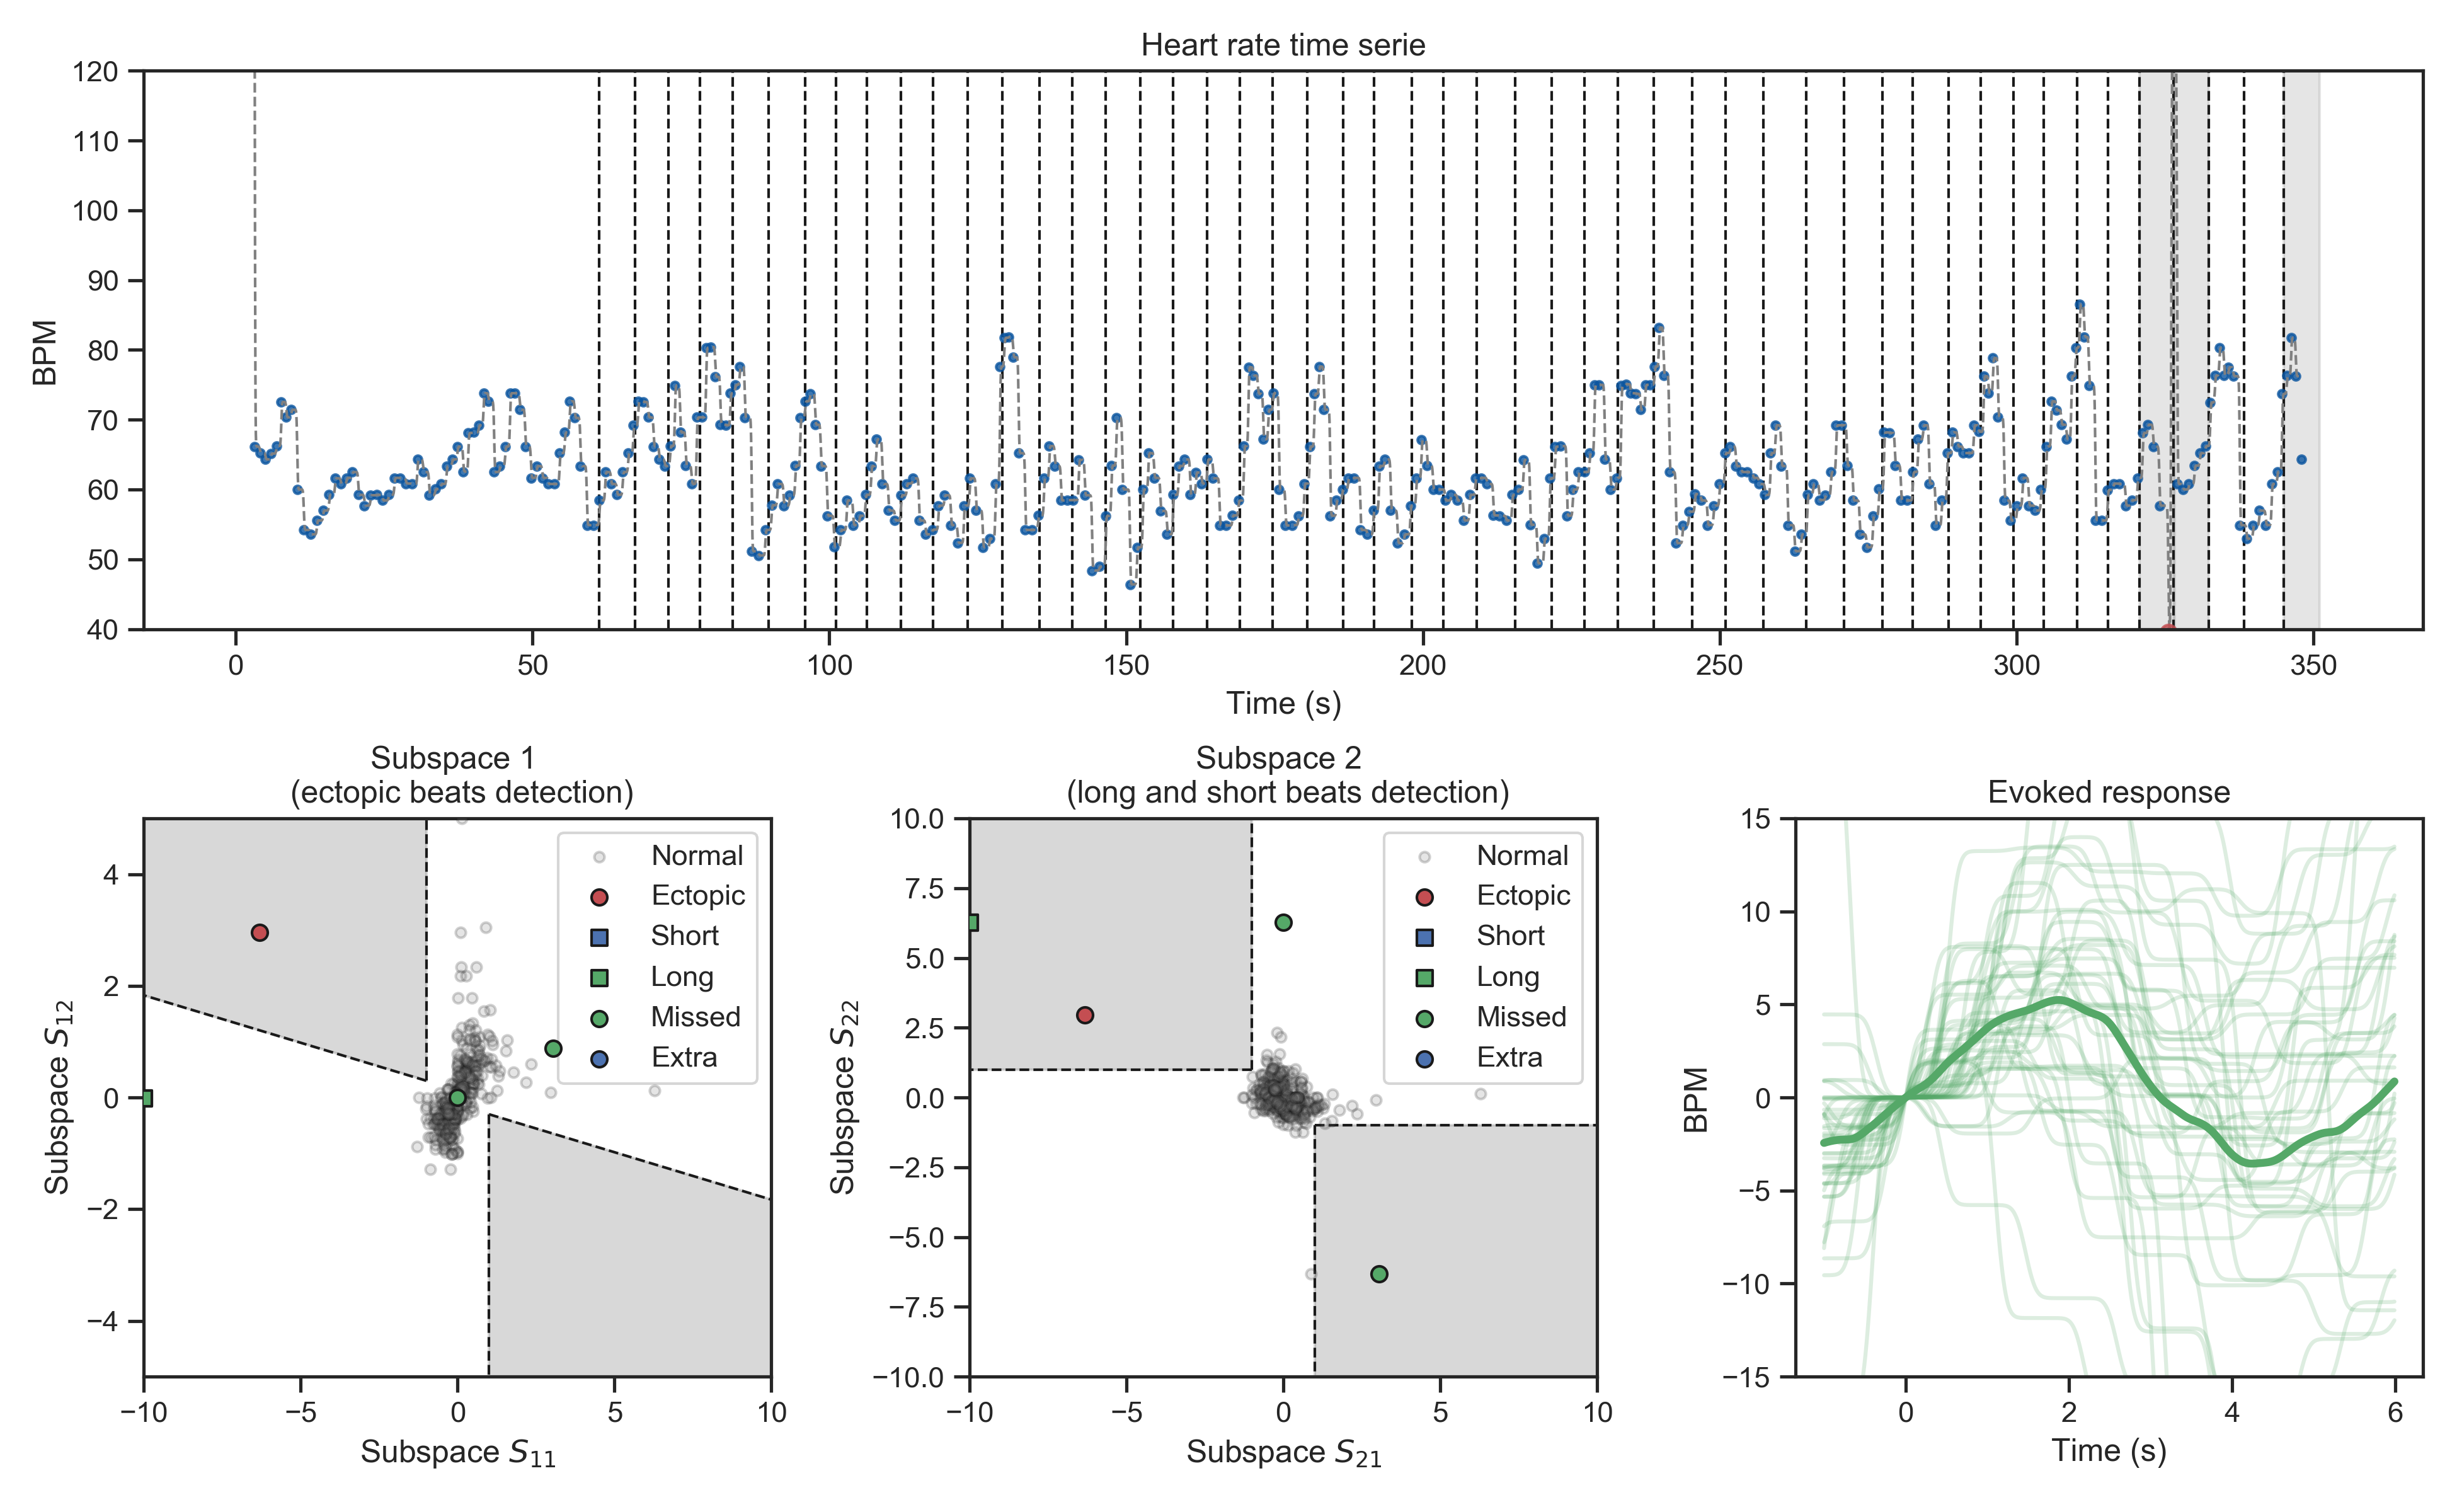 Heart rate time serie
120
110
100
90
80
70
60
50
40
BPM
0 50 100 150 200 250 300 350
Time (s)
Subspace 1
(ectopic beats detection)
4
2
0
−2
−4
Subspace S12
Normal
Ectopic
Short
Long
Missed
Extra
−10 −5 0 5 10
Subspace S11
Subspace 2
(long and short beats detection)
10.0
7.5
5.0
2.5
0.0
−2.5
−5.0
−7.5
−10.0
Subspace S22
Normal
Ectopic
Short
Long
Missed
Extra
−10 −5 0 5 10
Subspace S21
Evoked response
15
10
5
0
−5
−10
−15
BPM
0 2 4 6
Time (s)